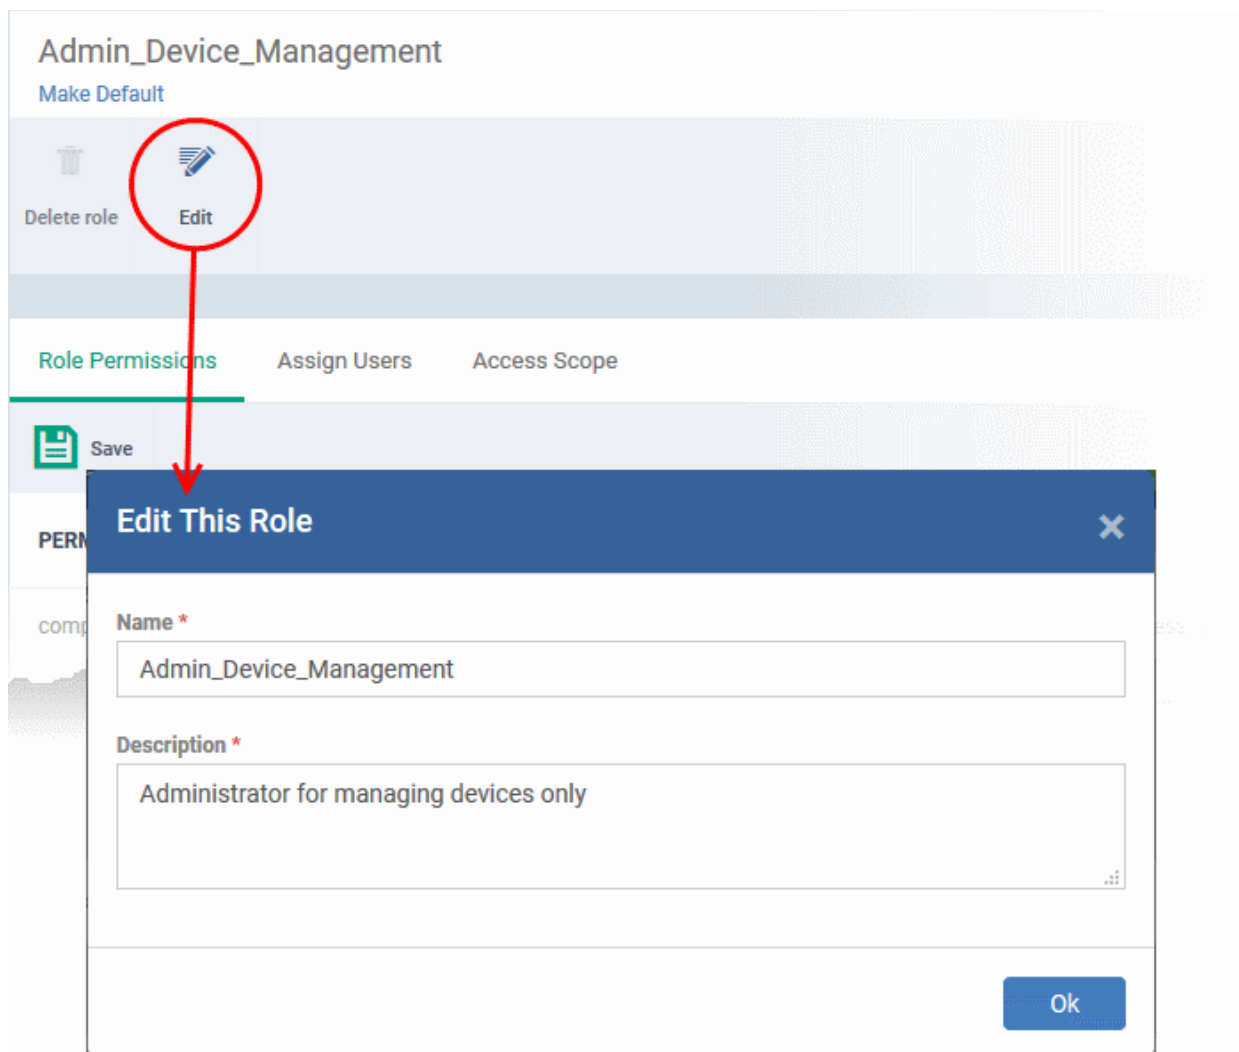 Admin_Device_Management
Make Default
Delete role
Edit
Role Permissions
Assign Users
Access Scope
Save
Edit This Role
Name *
Admin_Device_Management
Description *
Administrator for managing devices only
Ok